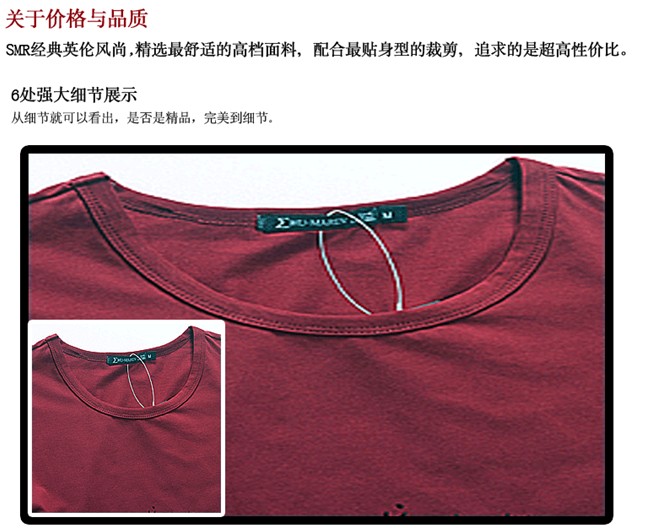 关于价格与品质
SMR经典英伦风尚,精选最舒适的高档面料，配合最贴身型的裁剪，追求的是超高性价比。
6处强大细节展示
从细节就可以看出，是否是精品，完美到细节。
M
M